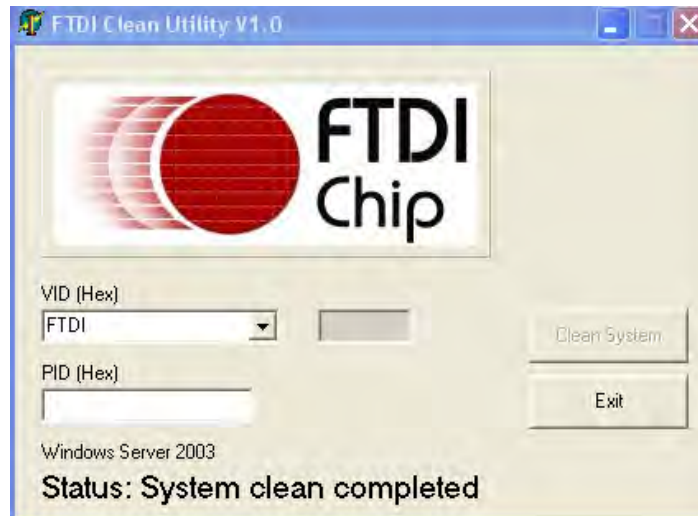 FTDI Clean Utility V1.0
FTDI
Chip
VID (Hex)
FTDI
Clean System
PID (Hex)
Exit
Windows Server 2003
Status: System clean completed